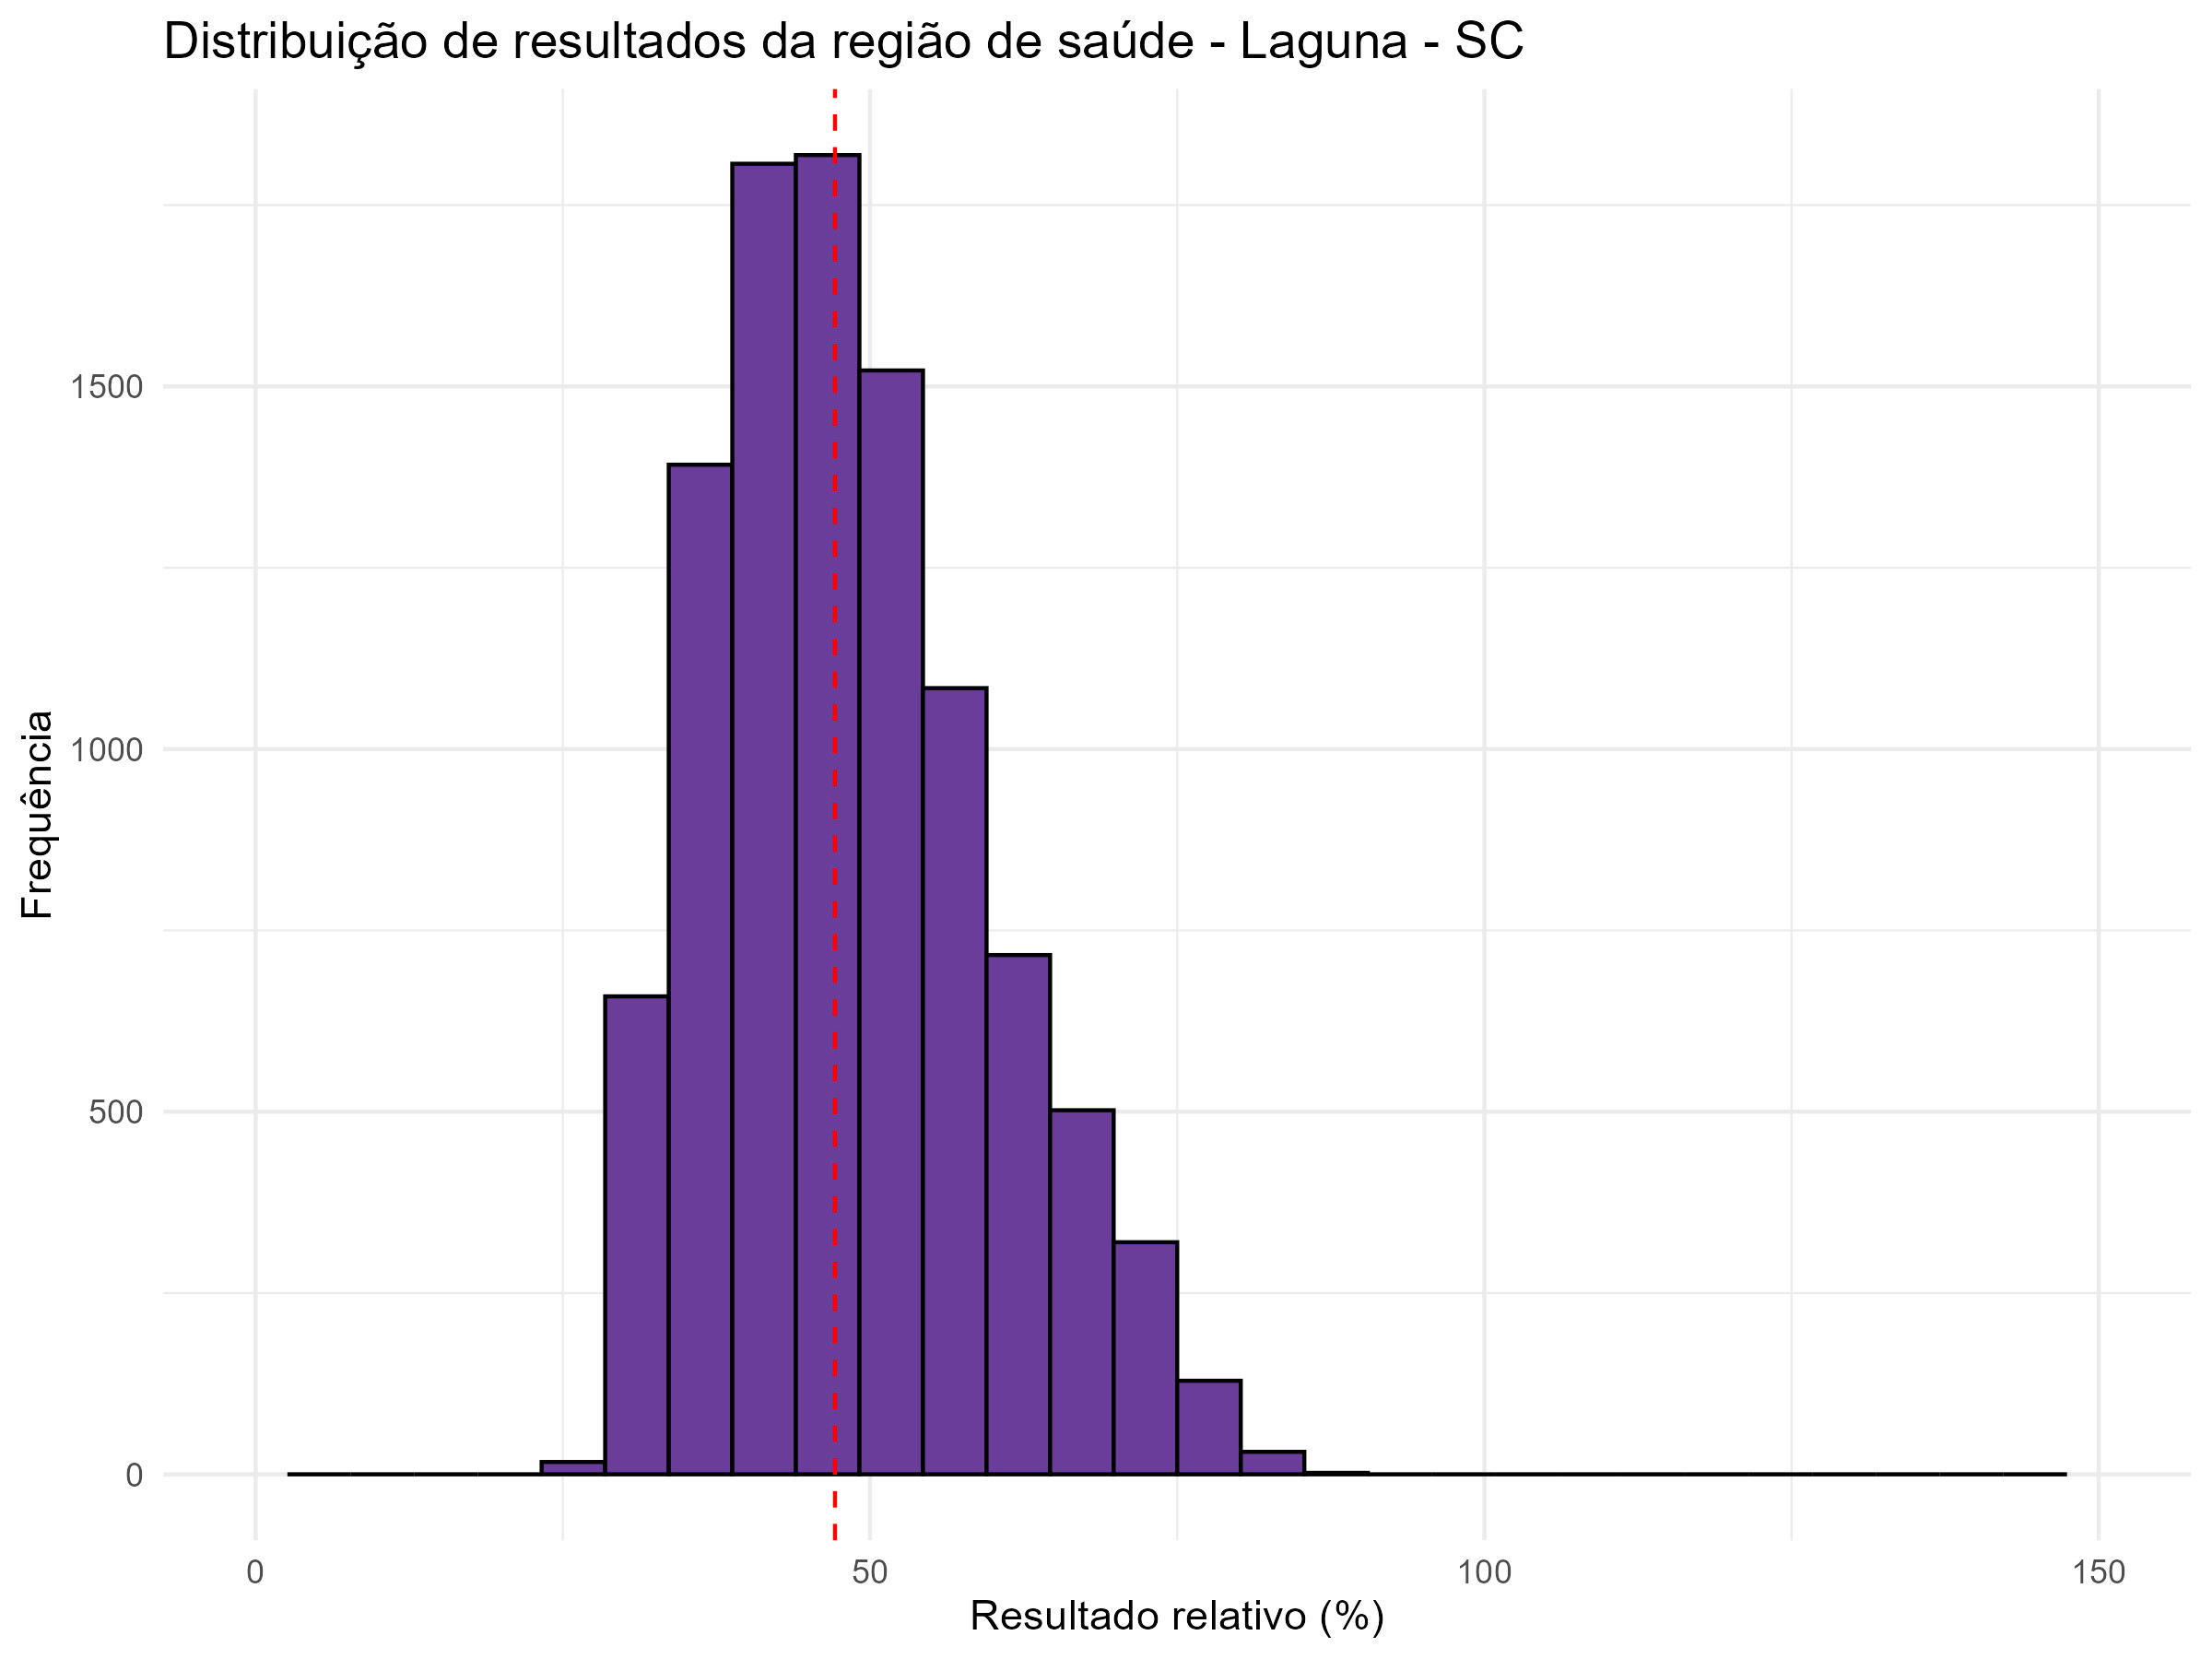 Distribuição de resultados da região de saúde - Laguna - SC
Frequência
1500
1000
500
0
0 50 100 150
Resultado relativo (%)